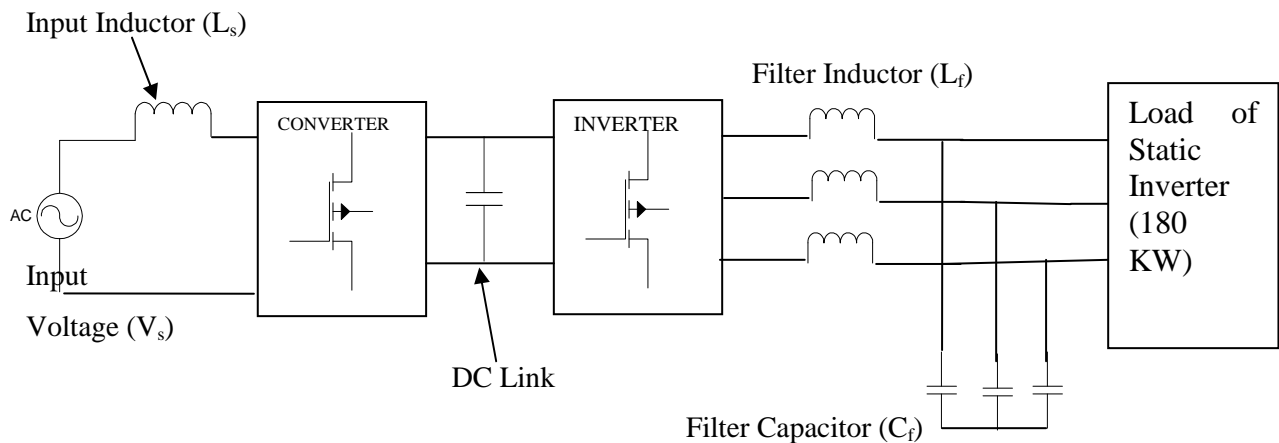 Input Inductor (Ls)
Filter Inductor (Lf)
CONVERTER
INVERTER
Load of
Static
Inverter
(180
KW)
AC
Input
Voltage (Vs)
DC Link
Filter Capacitor (Cf)